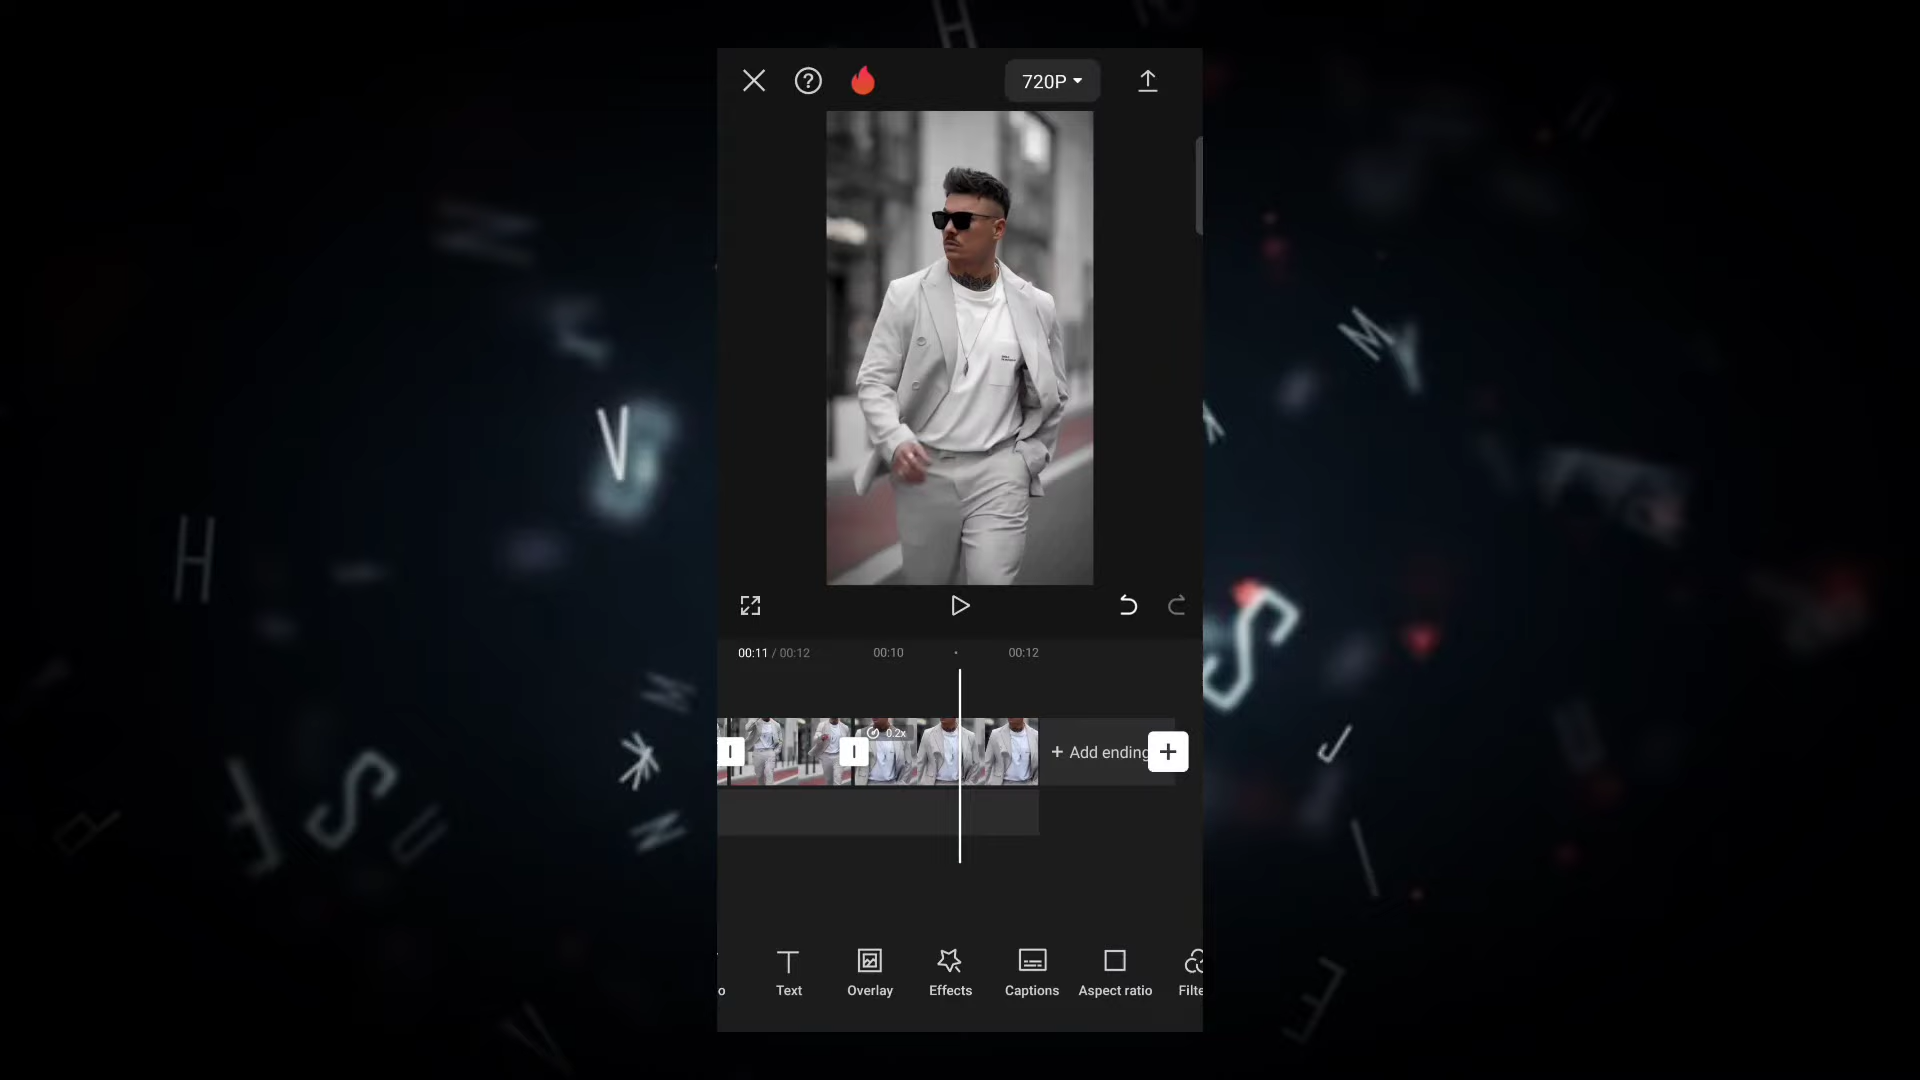 720P
00:11 / 00:12 00:10 00:12
0.2x
+ Add ending
Text Overlay Effects Captions Aspect ratio Filte
H
V
H
M
Y
S
S
N
E